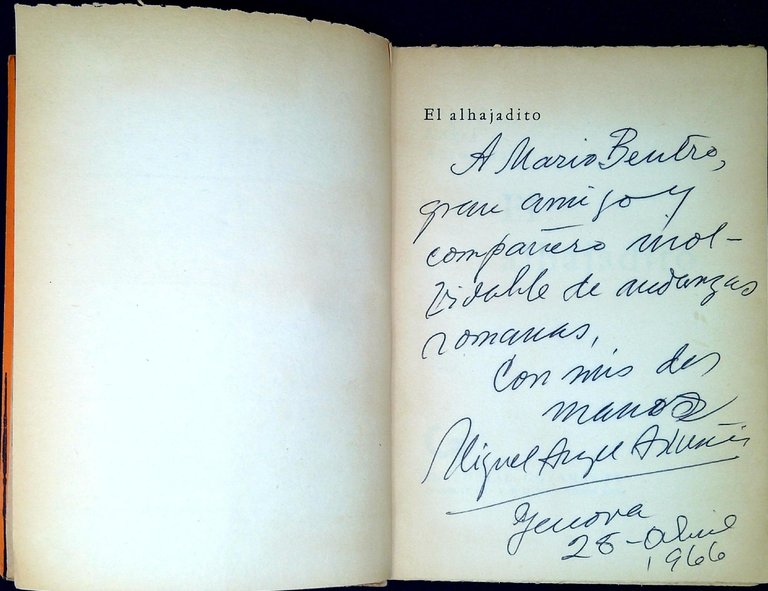 El alhajadito
A Mario Bentro,
gran amigo y
compañero inol-
vidable de andanzas
romanas,
Con mis dos
manos
Miguel Angel Asturias
Genova
28 - abril
1966